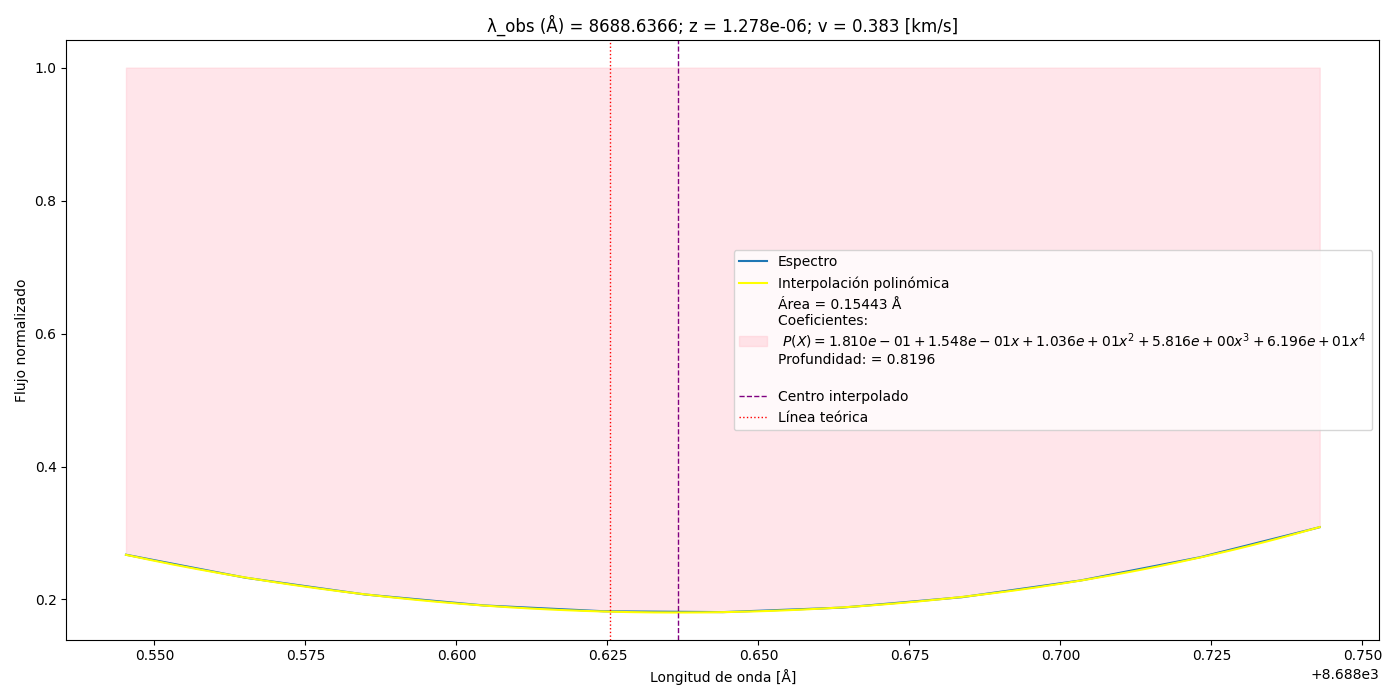 λ_obs (Å) = 8688.6366; z = 1.278e-06; v = 0.383 [km/s]
Flujo normalizado
1.0
0.8
0.6
0.4
0.2
Espectro
Interpolación polinómica
Área = 0.15443 Å
Coeficientes:
P(X) = 1.810e − 01 + 1.548e − 01x + 1.036e + 01x² + 5.816e + 00x³ + 6.196e + 01x⁴
Profundidad: = 0.8196
Centro interpolado
Línea teórica
0.550 0.575 0.600 0.625 0.650 0.675 0.700 0.725 0.750
+8.688e3
Longitud de onda [Å]